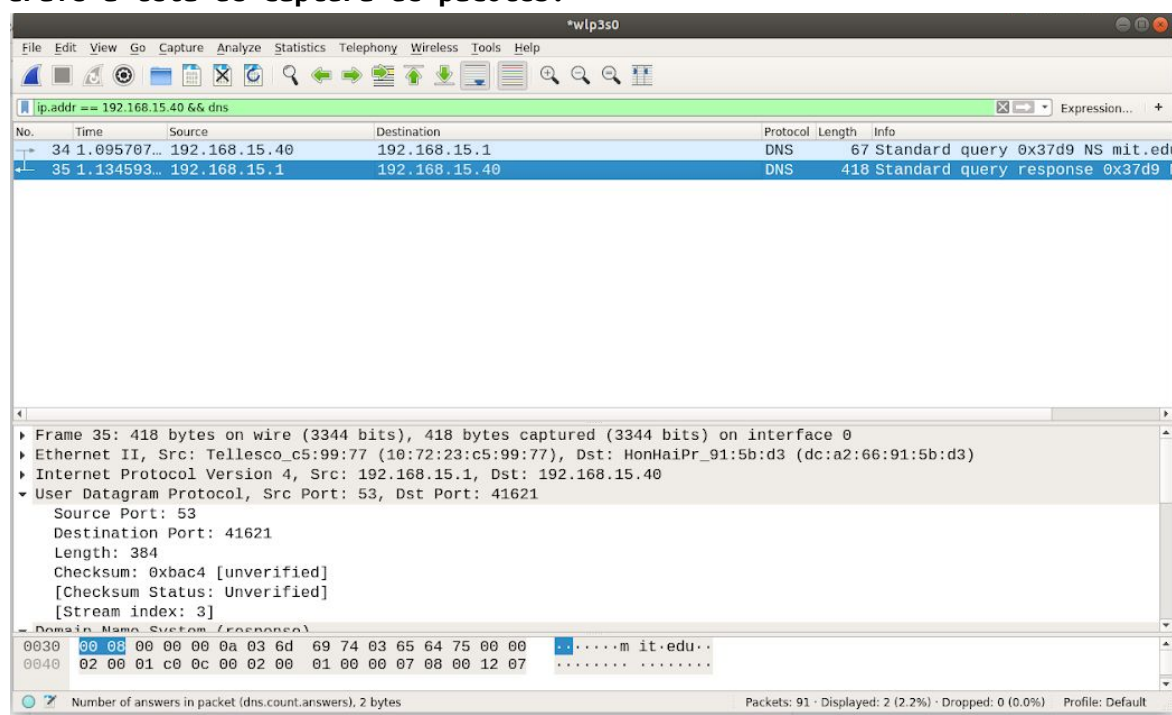 *wlp3s0
File Edit View Go Capture Analyze Statistics Telephony Wireless Tools Help
ip.addr == 192.168.15.40 && dns Expression... +
No. Time Source Destination Protocol Length Info
34 1.095707… 192.168.15.40 192.168.15.1 DNS 67 Standard query 0x37d9 NS mit.edu
35 1.134593… 192.168.15.1 192.168.15.40 DNS 418 Standard query response 0x37d9
Frame 35: 418 bytes on wire (3344 bits), 418 bytes captured (3344 bits) on interface 0
Ethernet II, Src: Tellesco_c5:99:77 (10:72:23:c5:99:77), Dst: HonHaiPr_91:5b:d3 (dc:a2:66:91:5b:d3)
Internet Protocol Version 4, Src: 192.168.15.1, Dst: 192.168.15.40
User Datagram Protocol, Src Port: 53, Dst Port: 41621
Source Port: 53
Destination Port: 41621
Length: 384
Checksum: 0xbac4 [unverified]
[Checksum Status: Unverified]
[Stream index: 3]
Domain Name System (response)
0030 00 08 00 00 00 0a 03 6d 69 74 03 65 64 75 00 00 ·······m it·edu··
0040 02 00 01 c0 0c 00 02 00 01 00 00 07 08 00 12 07 ········ ········
Number of answers in packet (dns.count.answers), 2 bytes Packets: 91 · Displayed: 2 (2.2%) · Dropped: 0 (0.0%) Profile: Default